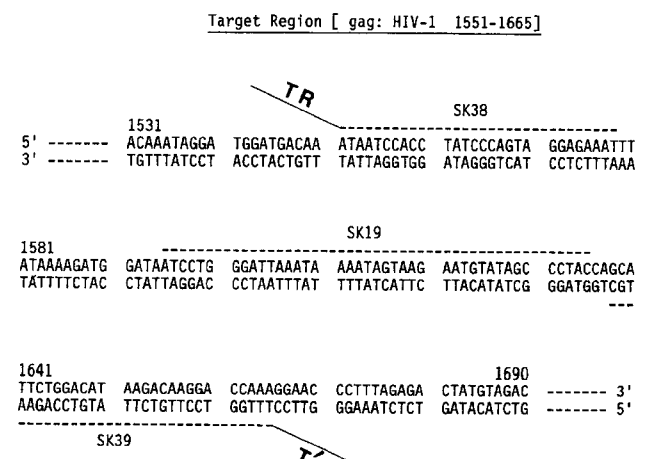 Target Region [ gag: HIV-1 1551-1665]
TR
SK38
1531
5' ------- ACAAATAGGA TGGATGACAA ATAATCCACC TATCCCAGTA GGAGAAATTT
3' ------- TGTTTATCCT ACCTACTGTT TATTAGGTGG ATAGGGTCAT CCTCTTTAAA
SK19
1581
ATAAAAGATG GATAATCCTG GGATTAAATA AAATAGTAAG AATGTATAGC CCTACCAGCA
TATTTTCTAC CTATTAGGAC CCTAATTTAT TTTATCATTC TTACATATCG GGATGGTCGT
1641 1690
TTCTGGACAT AAGACAAGGA CCAAAGGAAC CCTTTAGAGA CTATGTAGAC ------- 3'
AAGACCTGTA TTCTGTTCCT GGTTTCCTTG GGAAATCTCT GATACATCTG ------- 5'
SK39